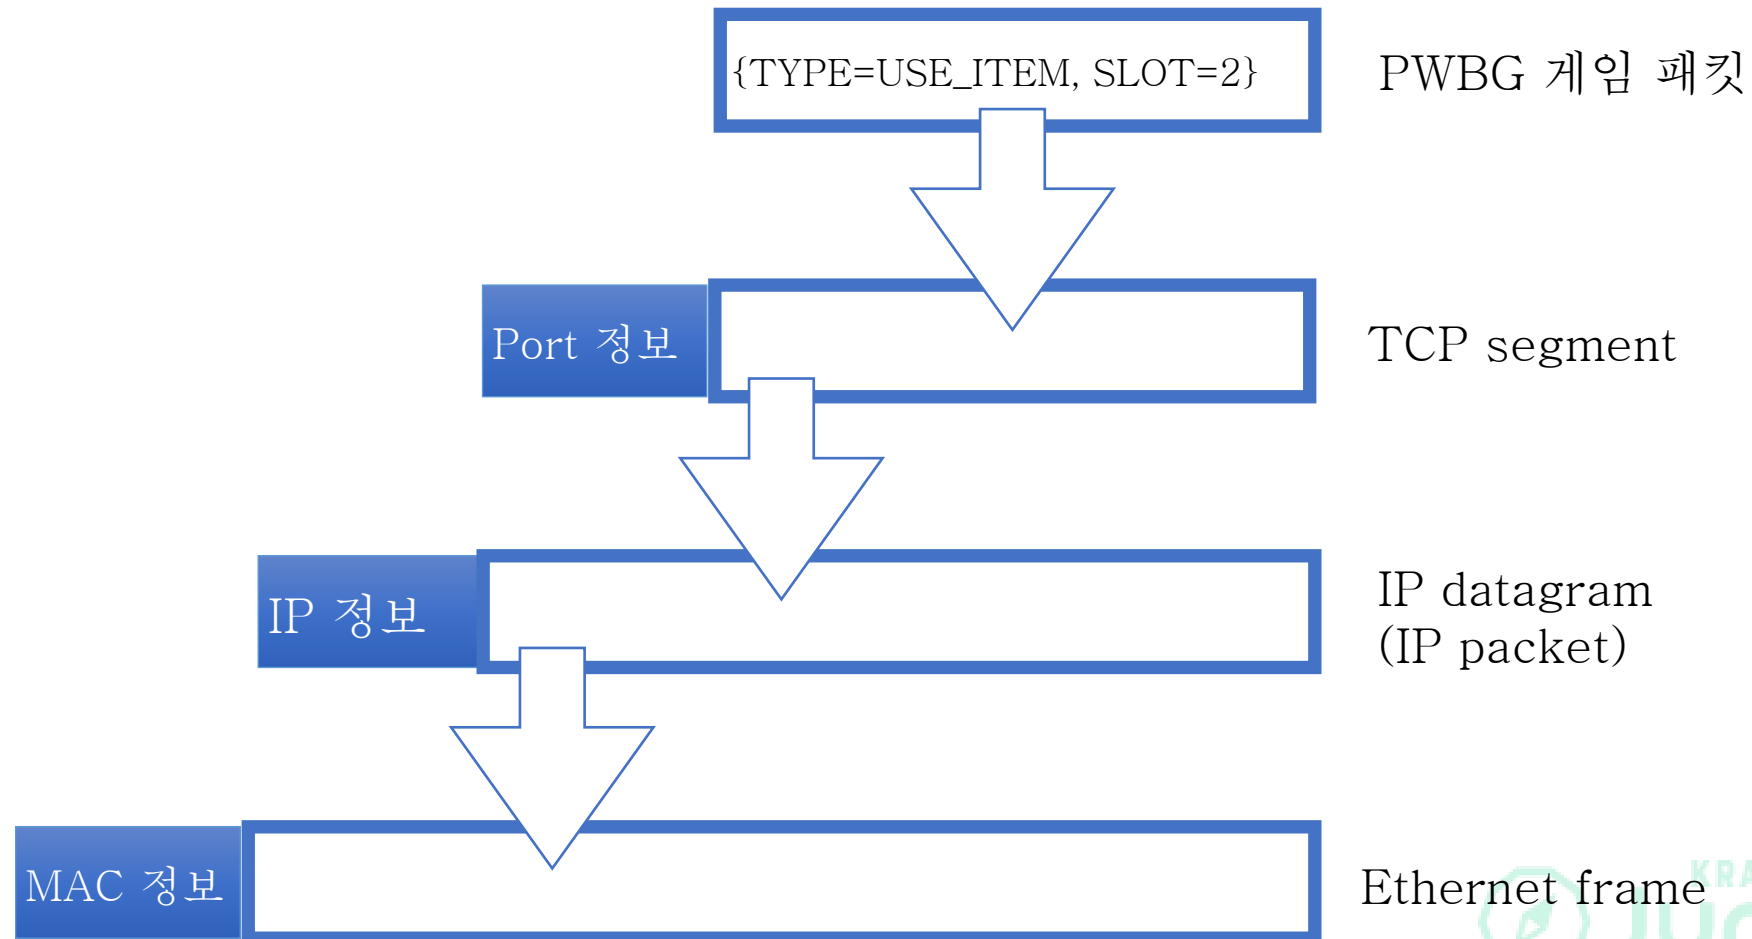 {TYPE=USE_ITEM, SLOT=2}
PWBG 게임 패킷
Port 정보
TCP segment
IP 정보
IP datagram
(IP packet)
MAC 정보
Ethernet frame